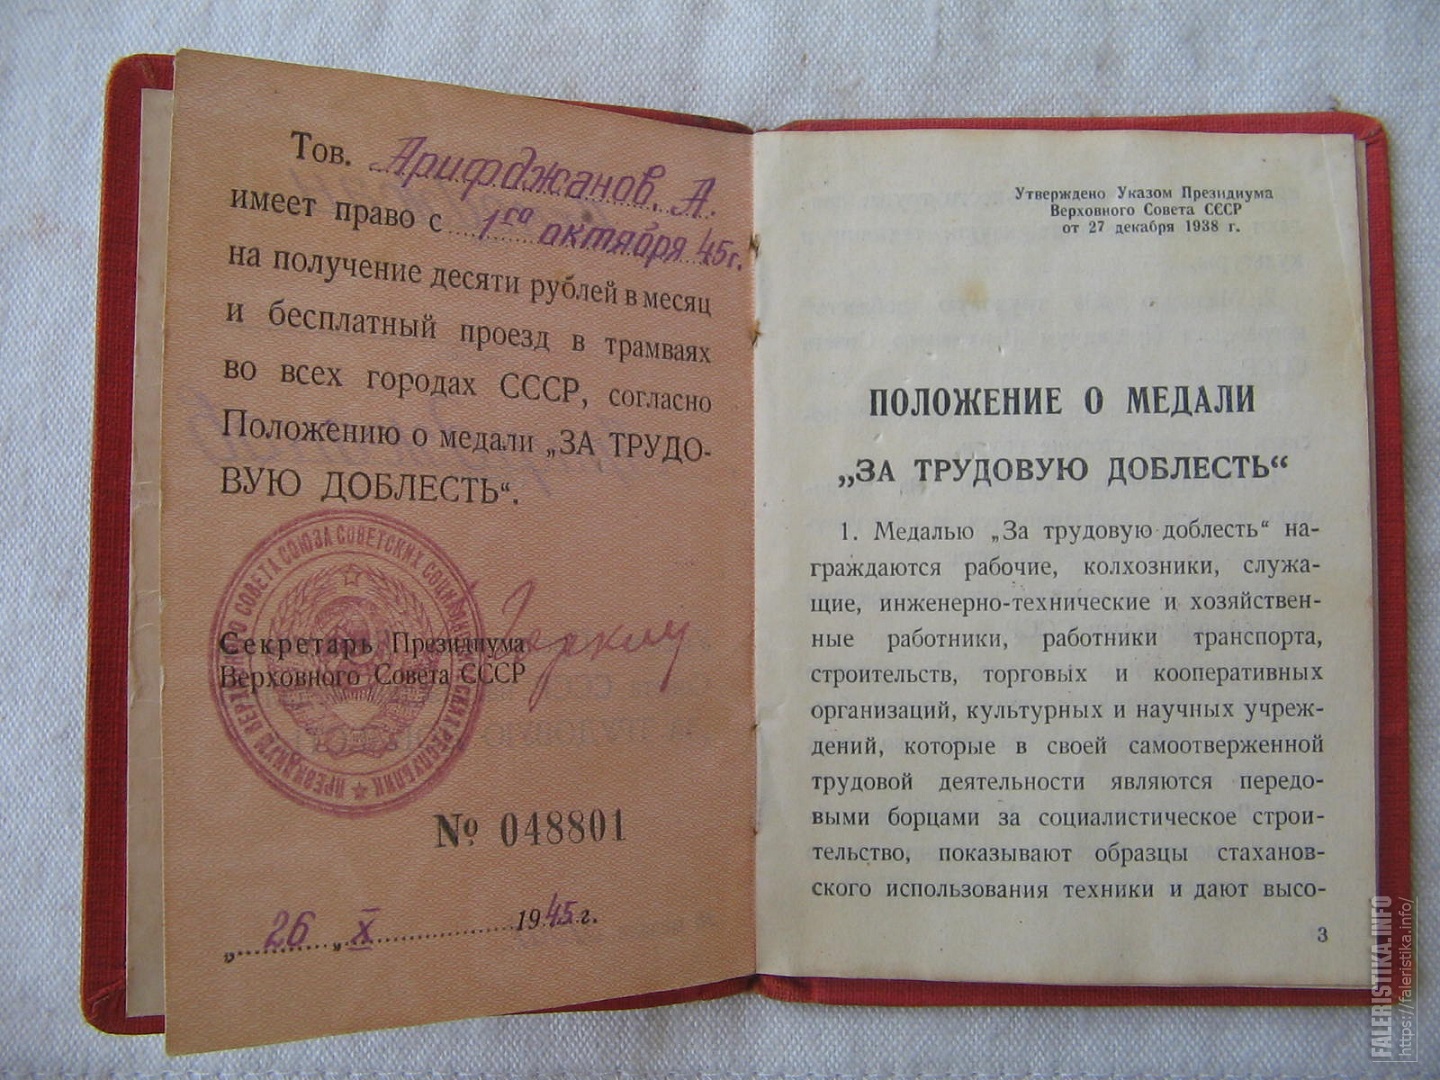 Тов. Арифджанов, А.
имеет право с 1го октября 45г.
на получение десяти рублей в месяц
и бесплатный проезд в трамваях
во всех городах СССР, согласно
Положению о медали „ЗА ТРУДО-
ВУЮ ДОБЛЕСТЬ“.
Секретарь Президиума
Верховного Совета СССР
№ 048801
„ 26 „ X 1945 г.
Утверждено Указом Президиума
Верховного Совета СССР
от 27 декабря 1938 г.
ПОЛОЖЕНИЕ О МЕДАЛИ
„ЗА ТРУДОВУЮ ДОБЛЕСТЬ“
1. Медалью „За трудовую доблесть“ на-
граждаются рабочие, колхозники, служа-
щие, инженерно-технические и хозяйствен-
ные работники, работники транспорта,
строительств, торговых и кооперативных
организаций, культурных и научных учреж-
дений, которые в своей самоотверженной
трудовой деятельности являются передо-
выми борцами за социалистическое строи-
тельство, показывают образцы стаханов-
ского использования техники и дают высо-
3
FALERISTIKA.INFO
https://faleristika.info/